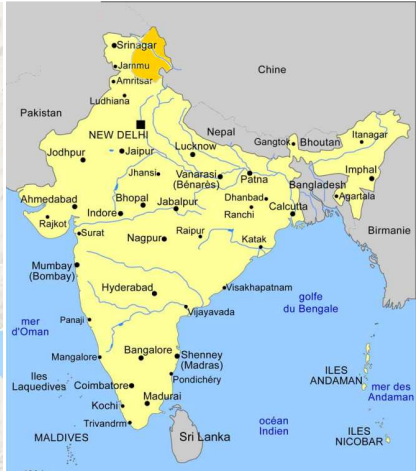 Srinagar
Jammu
Amritsar
Chine
Ludhiana
Pakistan
NEW DELHI
Nepal
Gangtok
Bhoutan
Itanagar
Jodhpur
Jaipur
Lucknow
Jhansi
Vanarasi
(Bénarès)
Patna
Imphal
Bangladesh
Ahmedabad
Bhopal
Jabalpur
Dhanbad
Agartala
Rajkot
Indore
Ranchi
Calcutta
Surat
Nagpur
Raipur
Katak
Birmanie
Mumbay
(Bombay)
Hyderabad
Visakhapatnam
golfe
du Bengale
mer
d'Oman
Panaji
Vijayavada
Mangalore
Bangalore
Shenney
(Madras)
Iles
Laquedives
Coimbatore
Pondichéry
ILES
ANDAMAN
mer des
Andaman
Kochi
Madurai
Trivandrm
MALDIVES
Sri Lanka
océan
Indien
ILES
NICOBAR